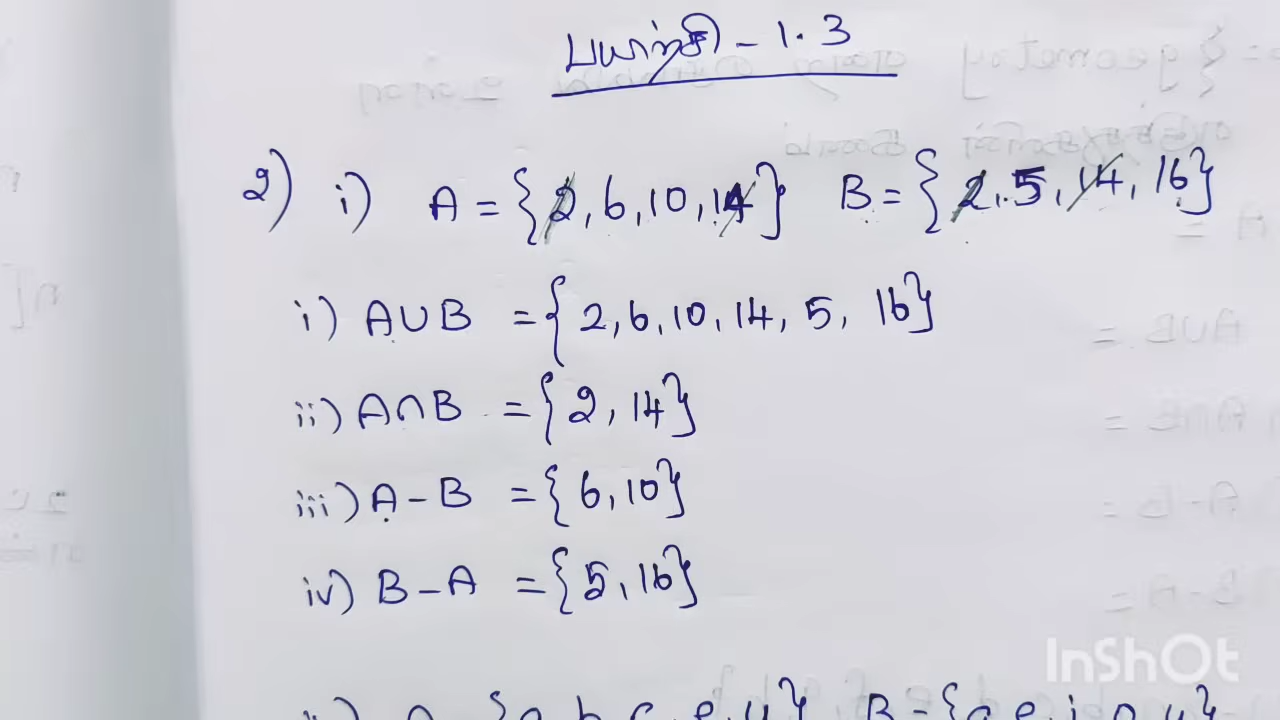 பயிற்சி - 1.3
2) i) A = {2, 6, 10, 14} B = {2, 5, 14, 16}
i) A∪B = {2, 6, 10, 14, 5, 16}
ii) A∩B = {2, 14}
iii) A - B = {6, 10}
iv) B - A = {5, 16}
InShOt